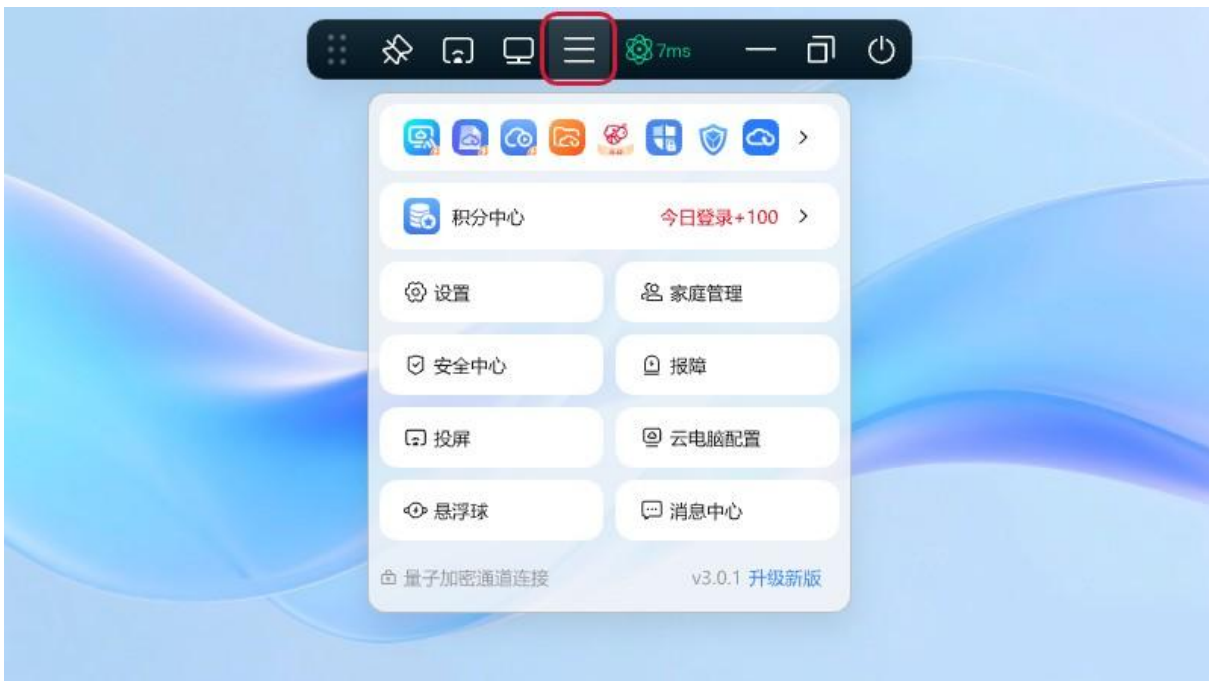 7ms
积分中心 今日登录+100
设置 家庭管理
安全中心 报障
投屏 云电脑配置
悬浮球 消息中心
量子加密通道连接 v3.0.1 升级新版